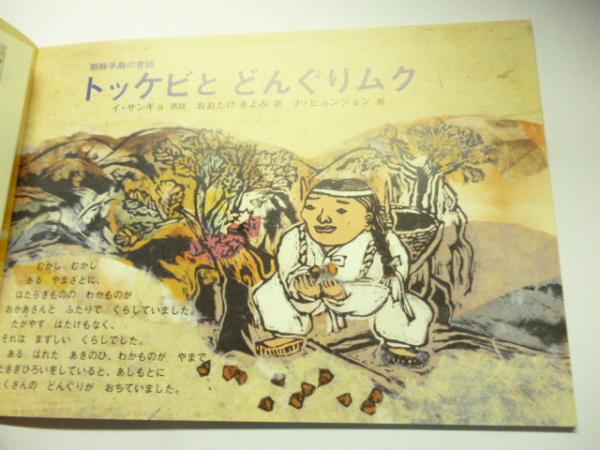 朝鮮半島の昔話
トッケビと どんぐりムク
イ・サンギョ 再話 おおたけ きよみ 訳 ナ・ヒョンジョン 絵
むかし むかし
ある やまざとに、
はたらきものの わかものが
おかあさんと ふたりで くらしていました。
たがやす はたけもなく、
それは まずしい くらしでした。
ある はれた あきのひ、わかものが やまで
たきぎひろいをしていると、あしもとに
たくさんの どんぐりが おちていました。